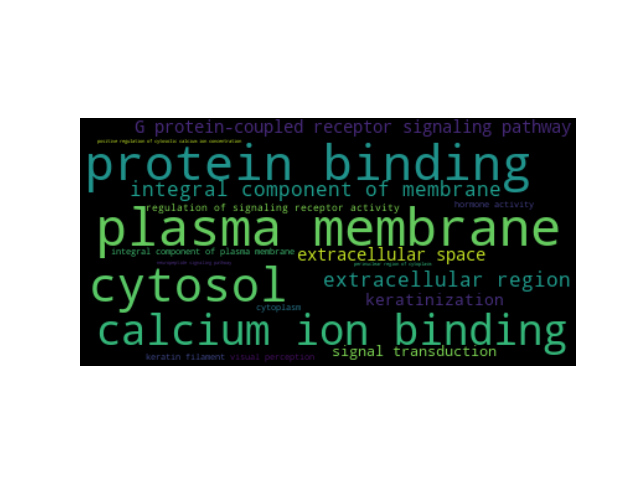 G protein-coupled receptor signaling pathway
positive regulation of cytosolic calcium ion concentration
protein binding
integral component of membrane
hormone activity
regulation of signaling receptor activity
plasma membrane
integral component of plasma membrane
extracellular space
neuropeptide signaling pathway
perinuclear region of cytoplasm
cytosol
extracellular region
keratinization
cytoplasm
calcium ion binding
signal transduction
keratin filament
visual perception